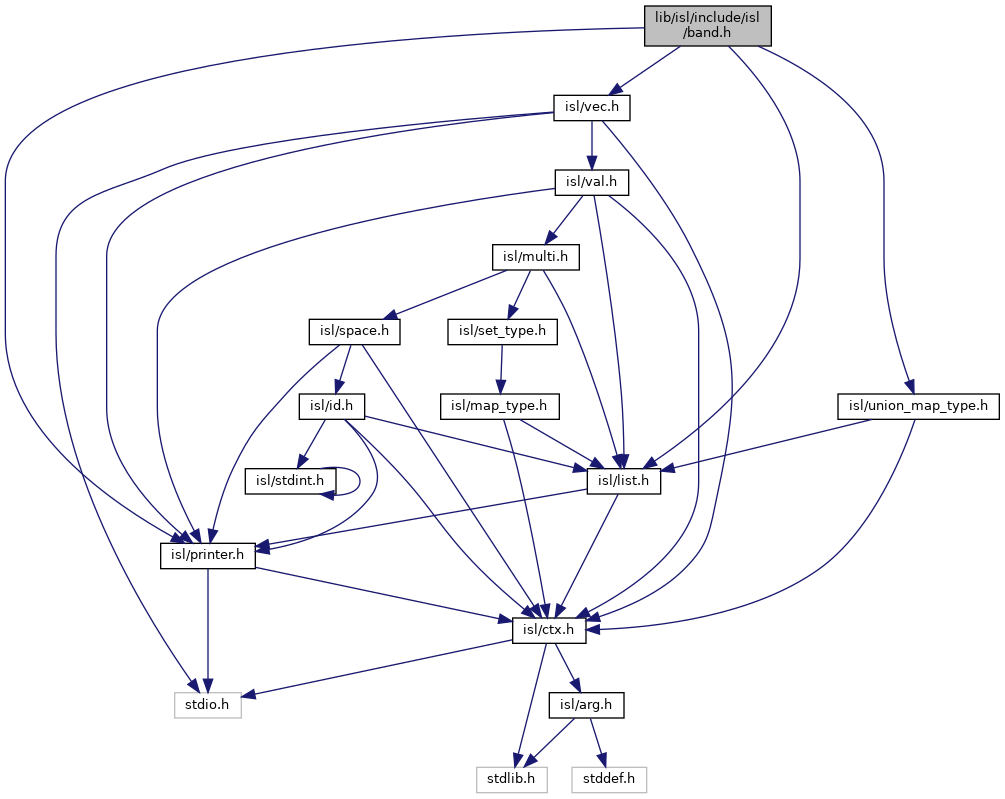 lib/isl/include/isl
/band.h
isl/vec.h
isl/val.h
isl/multi.h
isl/space.h
isl/set_type.h
isl/id.h
isl/map_type.h
isl/union_map_type.h
isl/stdint.h
isl/list.h
isl/printer.h
isl/ctx.h
stdio.h
isl/arg.h
stdlib.h
stddef.h